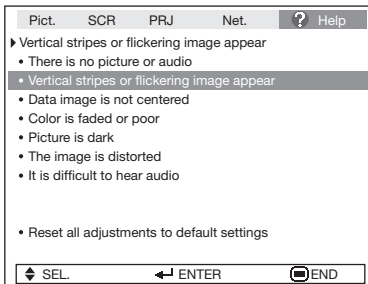 Pict. SCR PRJ Net. ? Help
Vertical stripes or flickering image appear
• There is no picture or audio
• Vertical stripes or flickering image appear
• Data image is not centered
• Color is faded or poor
• Picture is dark
• The image is distorted
• It is difficult to hear audio
• Reset all adjustments to default settings
SEL. ENTER END